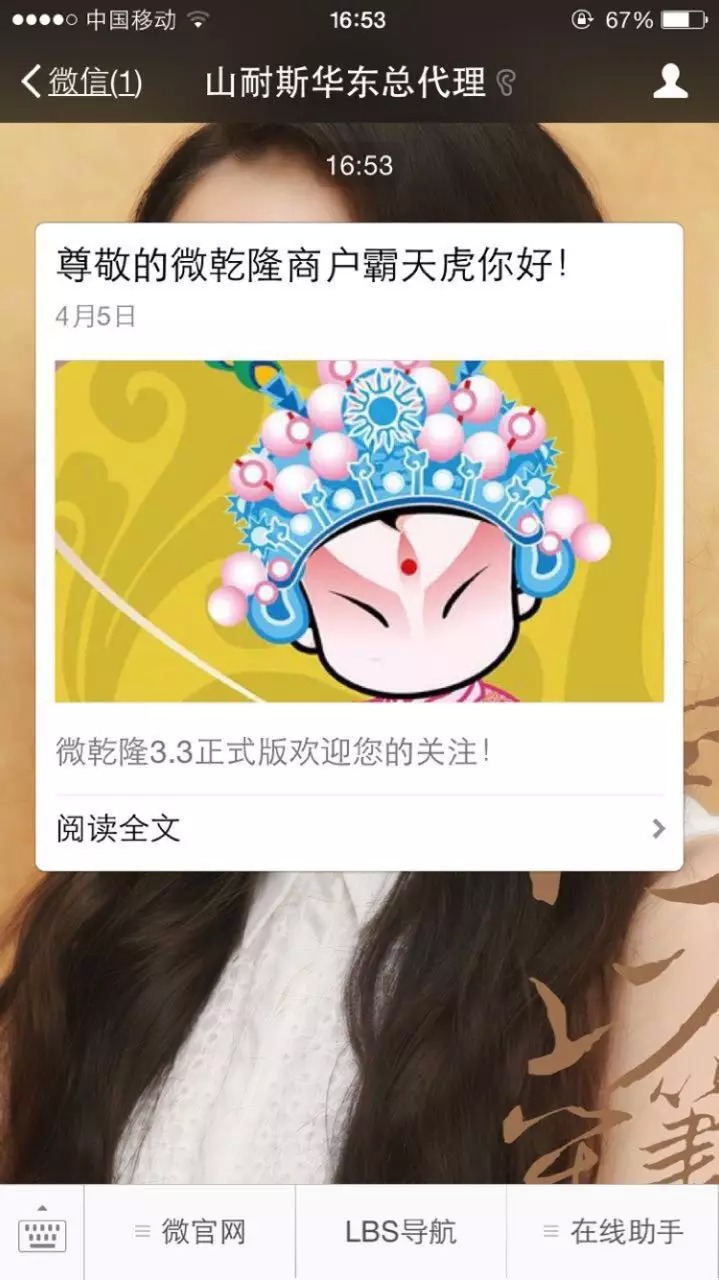 中国移动 16:53 67%
微信(1) 山耐斯华东总代理
16:53
尊敬的微乾隆商户霸天虎你好!
4月5日
微乾隆3.3正式版欢迎您的关注!
阅读全文
微官网 LBS导航 在线助手